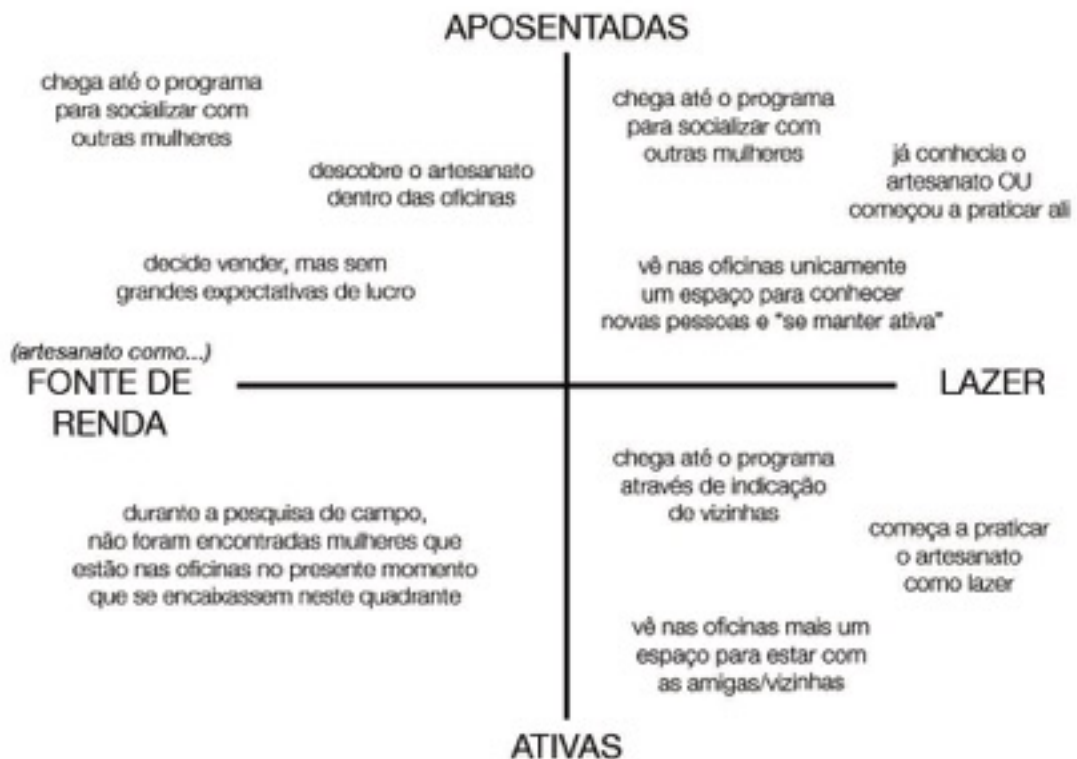 APOSENTADAS
chega até o programa
para socializar com
outras mulheres
descobre o artesanato
dentro das oficinas
decide vender, mas sem
grandes expectativas de lucro
chega até o programa
para socializar com
outras mulheres
já conhecia o
artesanato OU
começou a praticar ali
vê nas oficinas unicamente
um espaço para conhecer
novas pessoas e “se manter ativa”
(artesanato como...)
FONTE DE
RENDA
LAZER
durante a pesquisa de campo,
não foram encontradas mulheres que
estão nas oficinas no presente momento
que se encaixassem neste quadrante
chega até o programa
através de indicação
de vizinhas
começa a praticar
o artesanato
como lazer
vê nas oficinas mais um
espaço para estar com
as amigas/vizinhas
ATIVAS